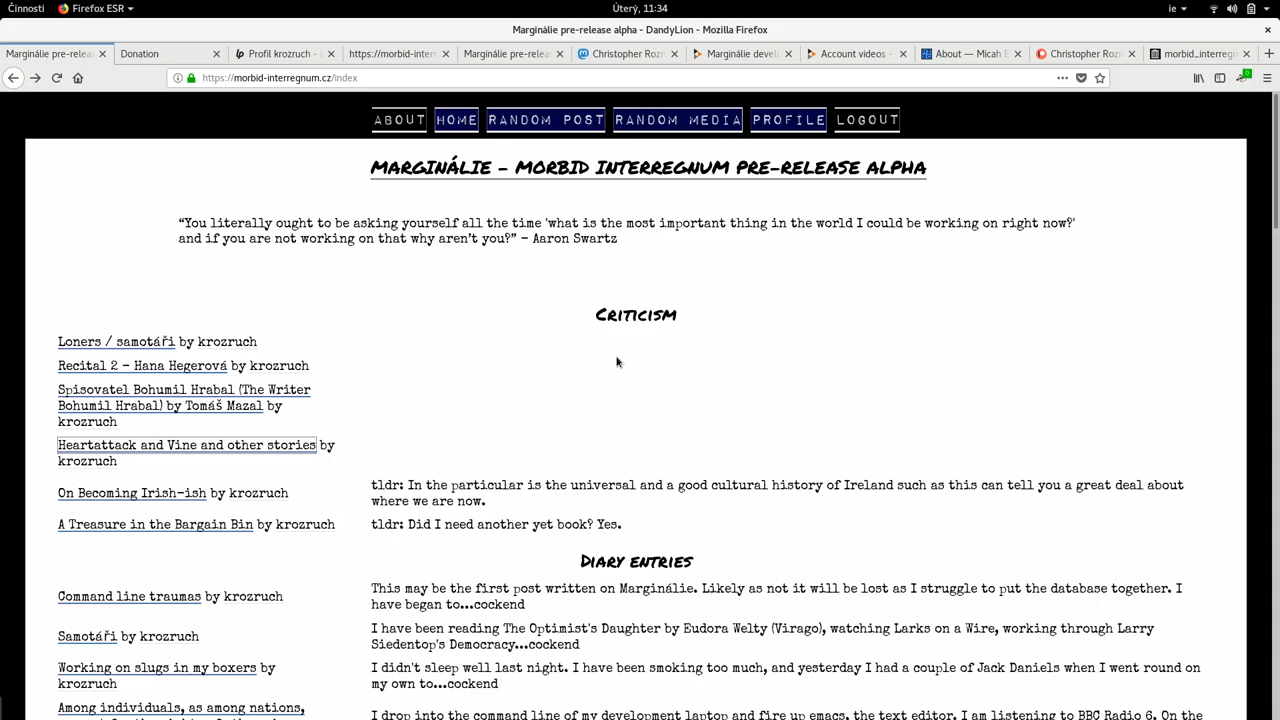 Činnosti Firefox ESR Úterý, 11:34 ie
Marginálie pre-release alpha - DandyLion - Mozilla Firefox
Marginálie pre-releas Donation Profil krozruch - https://morbid-interr Marginálie pre-releas Christopher Rozr Marginálie devel Account videos - About — Micah Christopher Rozr morbid_interregn
https://morbid-interregnum.cz/index
ABOUT HOME RANDOM POST RANDOM MEDIA PROFILE LOGOUT
MARGINÁLIE - MORBID INTERREGNUM PRE-RELEASE ALPHA
“You literally ought to be asking yourself all the time 'what is the most important thing in the world I could be working on right now?'
and if you are not working on that why aren’t you?” - Aaron Swartz
Criticism
Loners / samotáři by krozruch
Recital 2 - Hana Hegerová by krozruch
Spisovatel Bohumil Hrabal (The Writer
Bohumil Hrabal) by Tomáš Mazal by
krozruch
Heartattack and Vine and other stories by
krozruch
On Becoming Irish-ish by krozruch
tldr: In the particular is the universal and a good cultural history of Ireland such as this can tell you a great deal about
where we are now.
A Treasure in the Bargain Bin by krozruch
tldr: Did I need another yet book? Yes.
Diary entries
Command line traumas by krozruch
This may be the first post written on Marginálie. Likely as not it will be lost as I struggle to put the database together. I
have began to...cockend
Samotáři by krozruch
I have been reading The Optimist's Daughter by Eudora Welty (Virago), watching Larks on a Wire, working through Larry
Siedentop's Democracy...cockend
Working on slugs in my boxers by
krozruch
I didn't sleep well last night. I have been smoking too much, and yesterday I had a couple of Jack Daniels when I went round on
my own to...cockend
Among individuals, as among nations,
I drop into the command line of my development laptop and fire up emacs, the text editor. I am listening to BBC Radio 6. On the